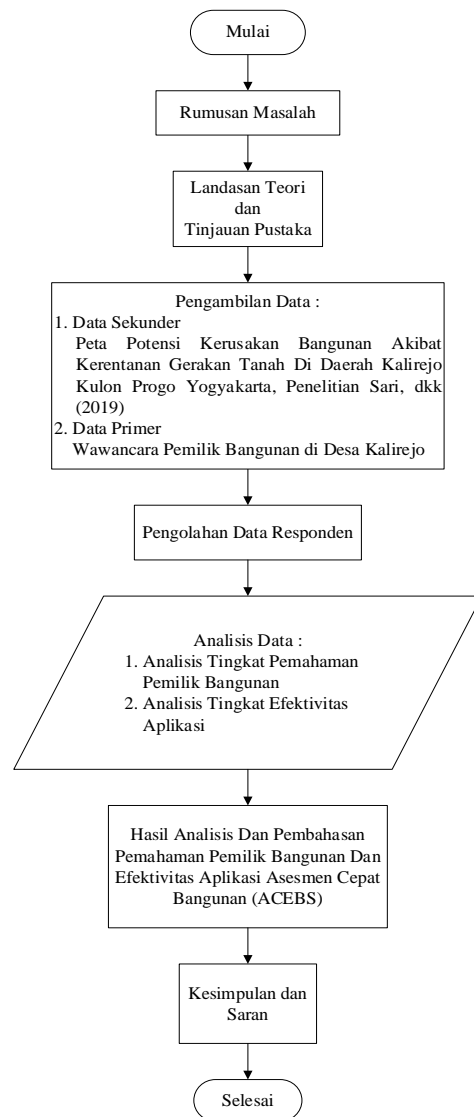 Mulai
Rumusan Masalah
Landasan Teori
dan
Tinjauan Pustaka
Pengambilan Data :
1. Data Sekunder
Peta Potensi Kerusakan Bangunan Akibat
Kerentanan Gerakan Tanah Di Daerah Kalirejo
Kulon Progo Yogyakarta, Penelitian Sari, dkk
(2019)
2. Data Primer
Wawancara Pemilik Bangunan di Desa Kalirejo
Pengolahan Data Responden
Analisis Data :
1. Analisis Tingkat Pemahaman
Pemilik Bangunan
2. Analisis Tingkat Efektivitas
Aplikasi
Hasil Analisis Dan Pembahasan
Pemahaman Pemilik Bangunan Dan
Efektivitas Aplikasi Asesmen Cepat
Bangunan (ACEBS)
Kesimpulan dan
Saran
Selesai